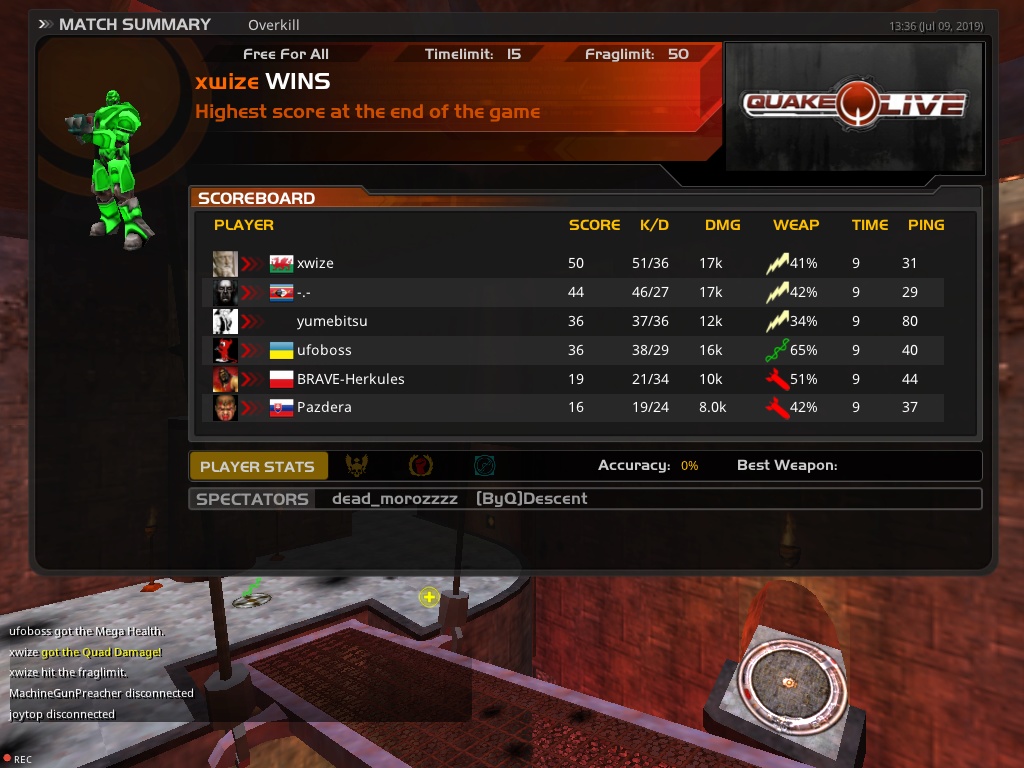 MATCH SUMMARY Overkill 13:36 (Jul 09, 2019)
Free For All Timelimit: 15 Fraglimit: 50
xwize WINS
Highest score at the end of the game
QUAKE LIVE
SCOREBOARD
PLAYER SCORE K/D DMG WEAP TIME PING
xwize 50 51/36 17k 41% 9 31
-.- 44 46/27 17k 42% 9 29
yumebitsu 36 37/36 12k 34% 9 80
ufoboss 36 38/29 16k 65% 9 40
BRAVE-Herkules 19 21/34 10k 51% 9 44
Pazdera 16 19/24 8.0k 42% 9 37
PLAYER STATS Accuracy: 0% Best Weapon:
SPECTATORS dead_morozzzz [ByQ]Descent
ufoboss got the Mega Health.
xwize got the Quad Damage!
xwize hit the fraglimit.
MachineGunPreacher disconnected
joytop disconnected
REC